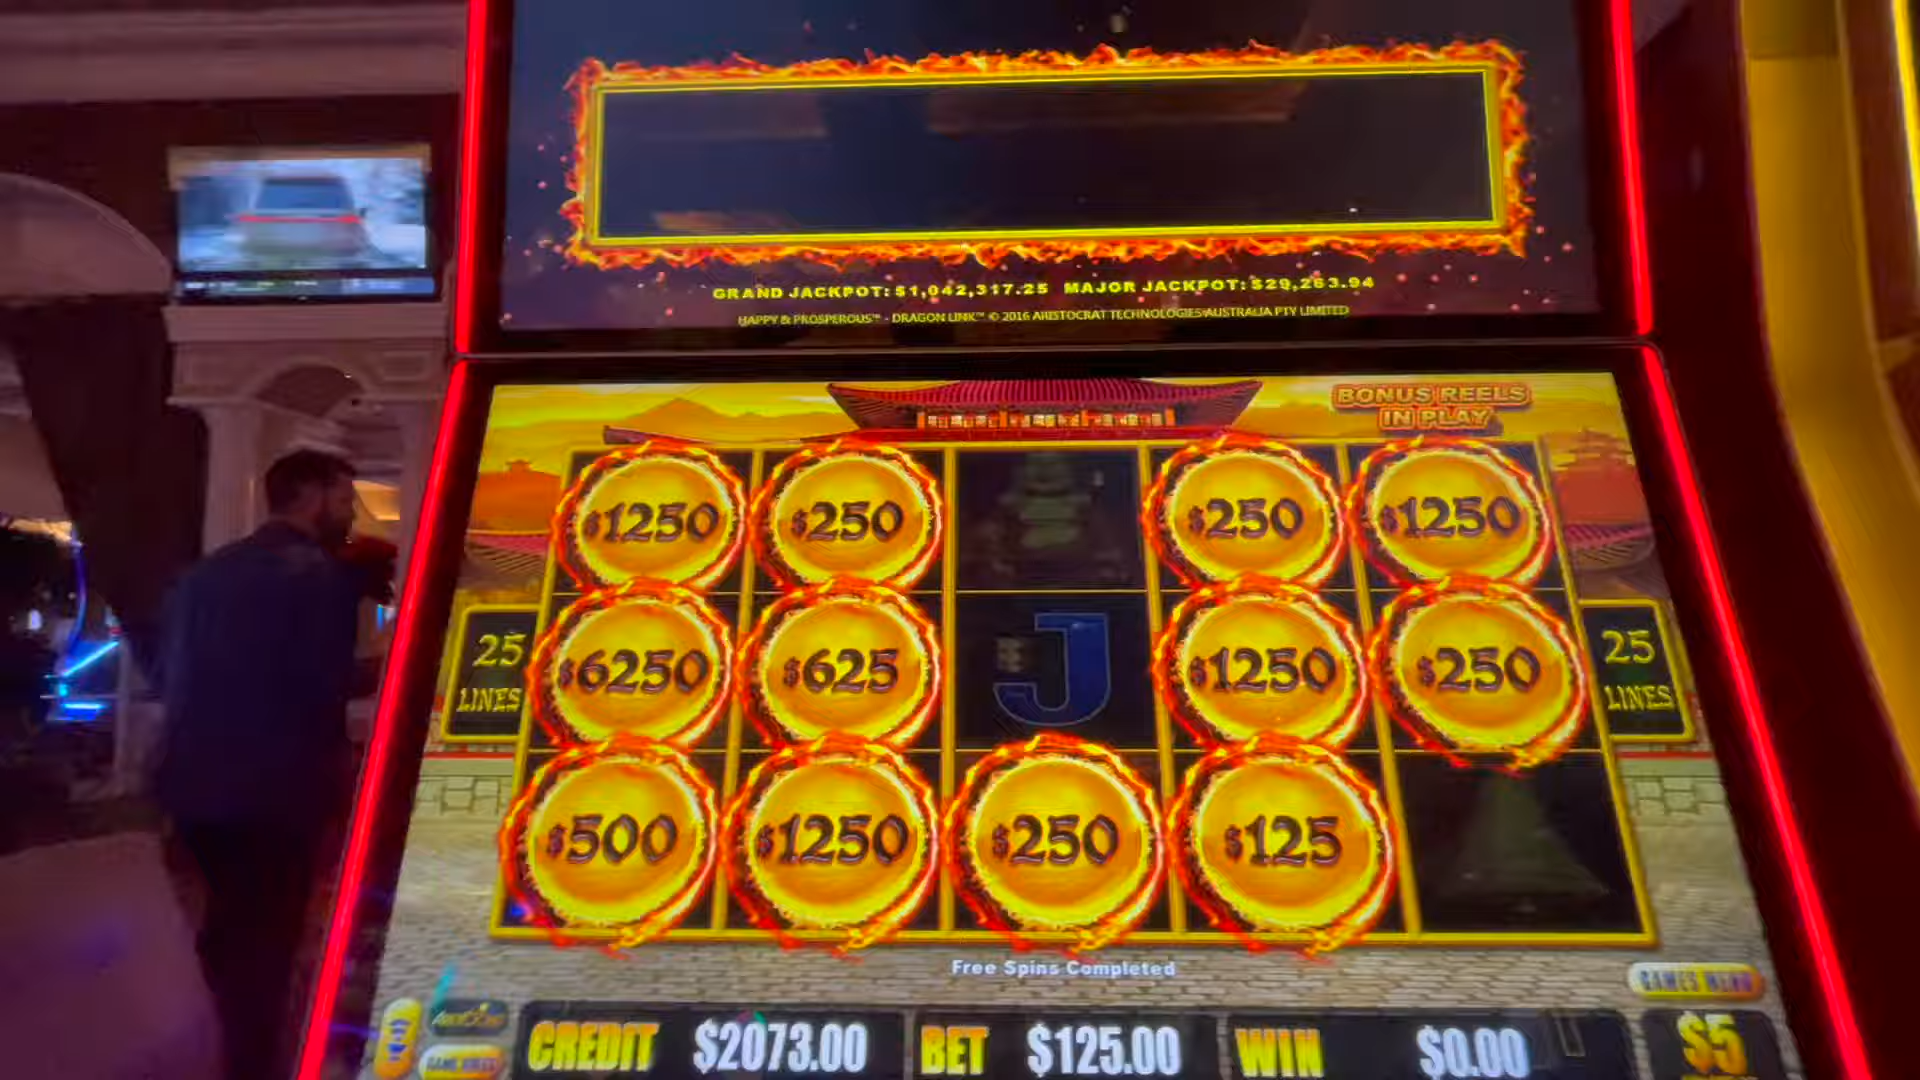 GRAND JACKPOT: $1,042,317.25 MAJOR JACKPOT: $29,263.94
HAPPY & PROSPEROUS™ - DRAGON LINK™ © 2016 ARISTOCRAT TECHNOLOGIES AUSTRALIA PTY LIMITED
BONUS REELS
IN PLAY
$1250 $250 $250 $1250
25 LINES
$6250 $625 J $1250 $250
25 LINES
$500 $1250 $250 $125
Free Spins Completed
GAMES MENU
CREDIT $2073.00 BET $125.00 WIN $0.00 $5